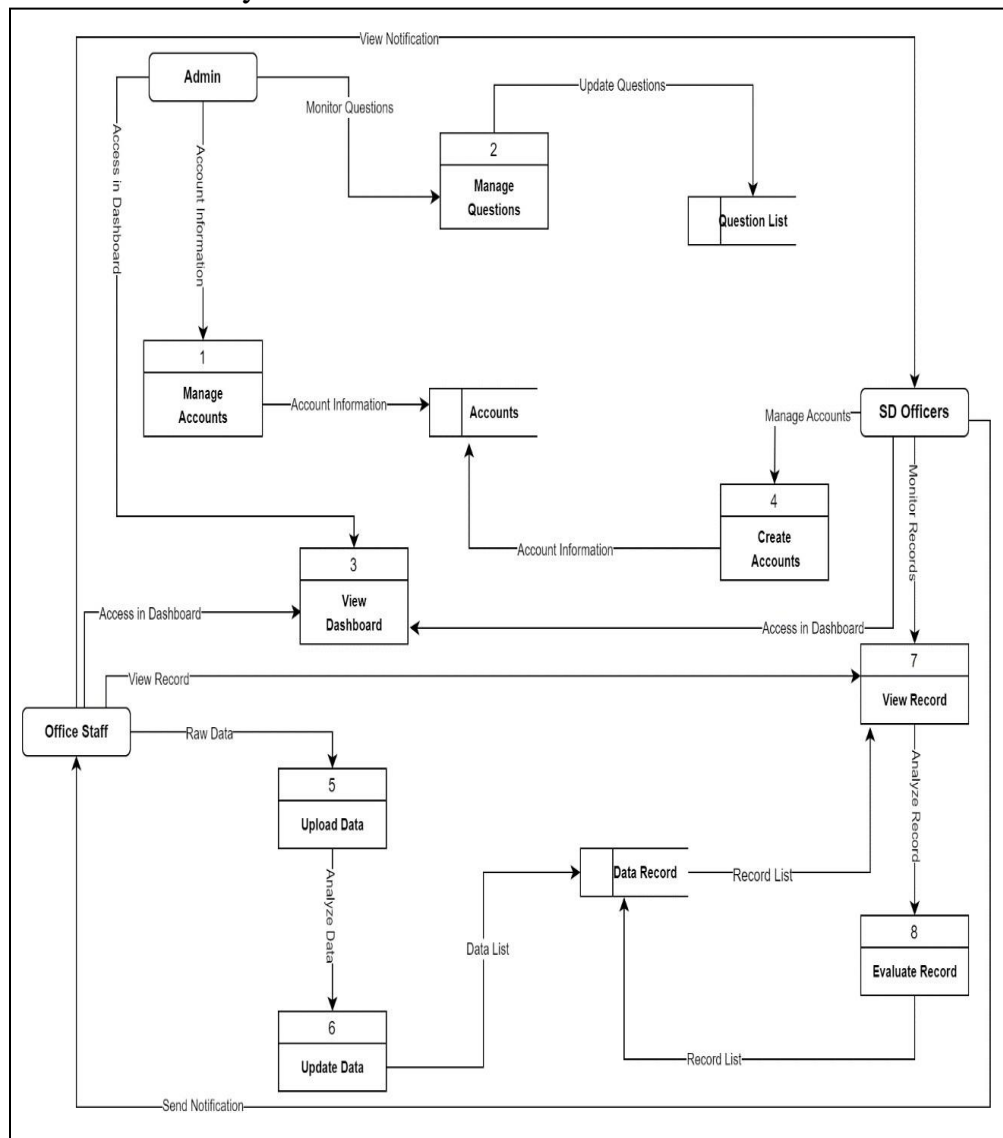 View Notification
Admin
Update Questions
Monitor Questions
2
Manage
Questions
Access in Dashboard
Account Information
Question List
1
Manage
Accounts
Account Information
Accounts
Manage Accounts
SD Officers
4
Create
Accounts
Monitor Records
Account Information
3
View
Dashboard
Access in Dashboard
Access in Dashboard
7
View Record
View Record
Office Staff
Raw Data
5
Upload Data
Analyze Record
Data Record
Record List
Analyze Data
Data List
8
Evaluate Record
6
Update Data
Record List
Send Notification